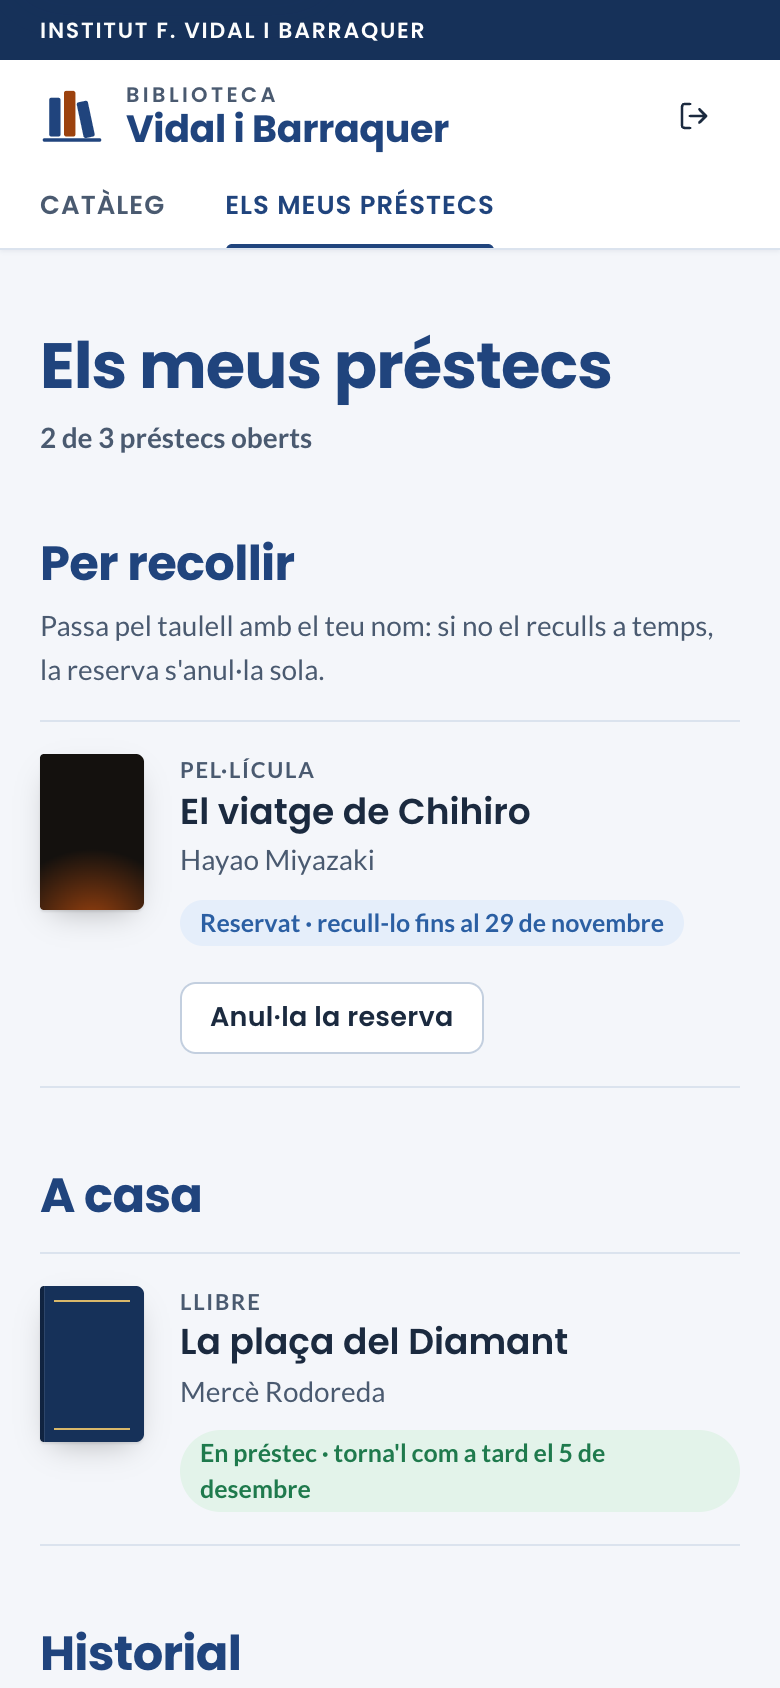 INSTITUT F. VIDAL I BARRAQUER
BIBLIOTECA
Vidal i Barraquer
CATÀLEG
ELS MEUS PRÉSTECS
Els meus préstecs
2 de 3 préstecs oberts
Per recollir
Passa pel taulell amb el teu nom: si no el reculls a temps,
la reserva s'anul·la sola.
PEL·LÍCULA
El viatge de Chihiro
Hayao Miyazaki
Reservat · recull-lo fins al 29 de novembre
Anul·la la reserva
A casa
LLIBRE
La plaça del Diamant
Mercè Rodoreda
En préstec · torna'l com a tard el 5 de
desembre
Historial